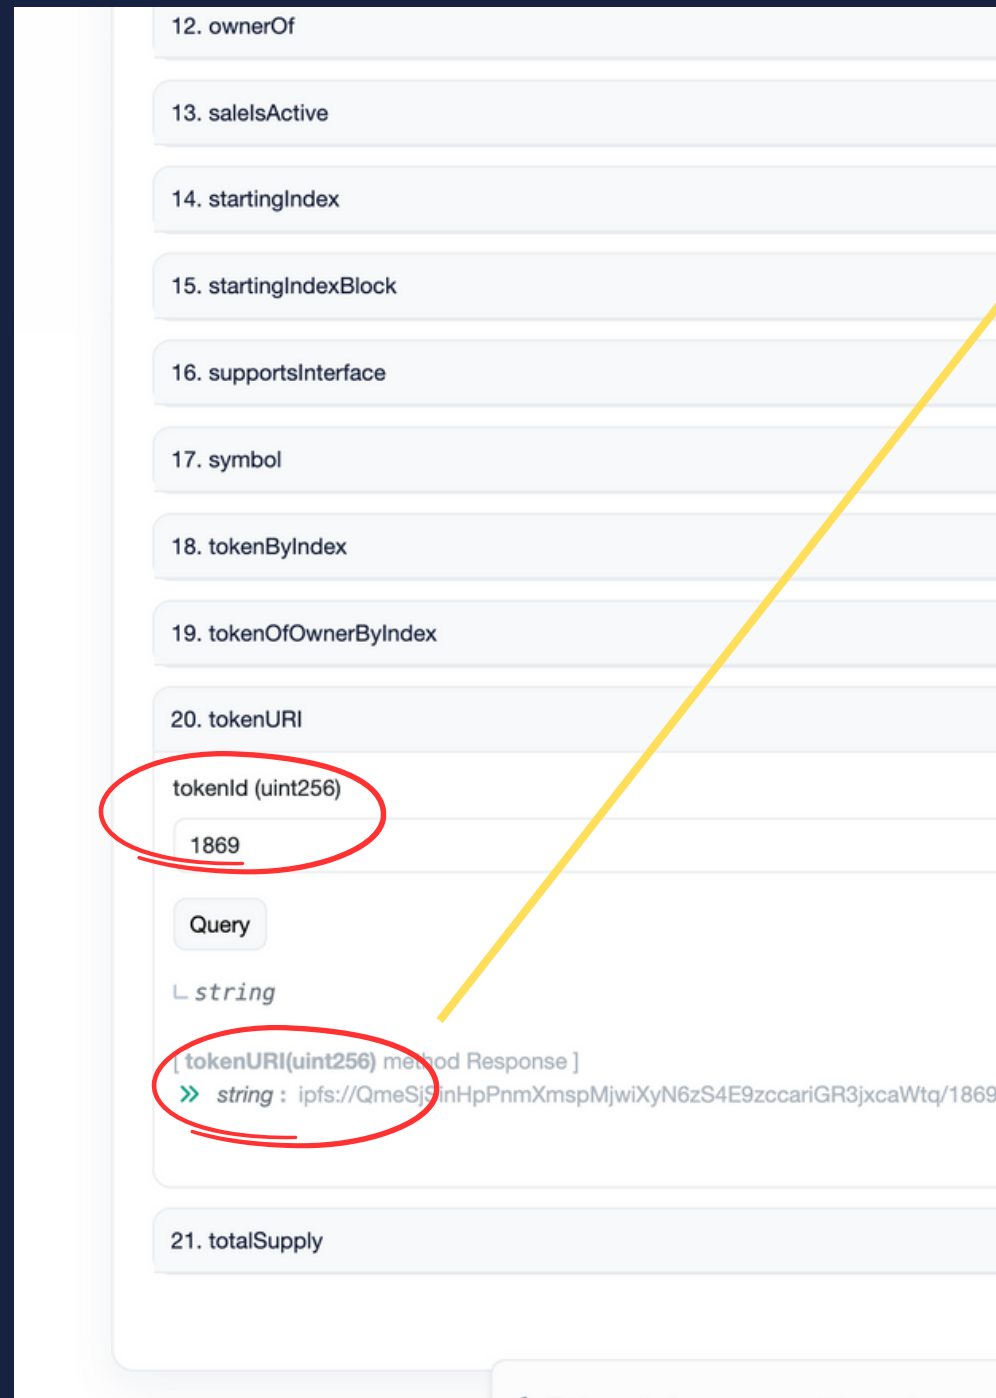 12. ownerOf
13. saleIsActive
14. startingIndex
15. startingIndexBlock
16. supportsInterface
17. symbol
18. tokenByIndex
19. tokenOfOwnerByIndex
20. tokenURI
tokenId (uint256)
1869
Query
string
[ tokenURI(uint256) method Response ]
string : ipfs://QmeSjSinHpPnmXmspMjwiXyN6zS4E9zccariGR3jxcaWtq/1869
21. totalSupply